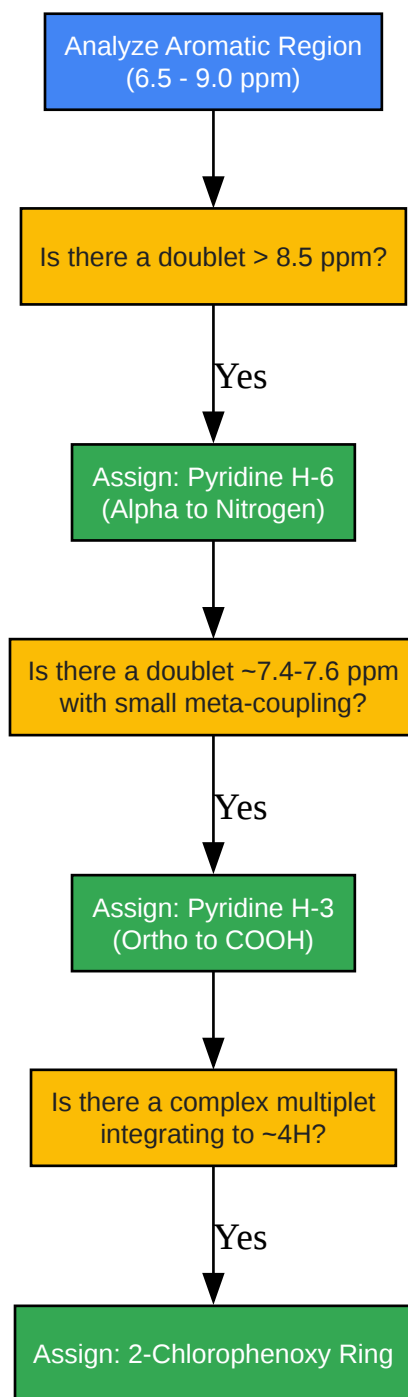 Analyze Aromatic Region
(6.5 - 9.0 ppm)
Is there a doublet > 8.5 ppm?
Yes
Assign: Pyridine H-6
(Alpha to Nitrogen)
Is there a doublet ~7.4-7.6 ppm
with small meta-coupling?
Yes
Assign: Pyridine H-3
(Ortho to COOH)
Is there a complex multiplet
integrating to ~4H?
Yes
Assign: 2-Chlorophenoxy Ring